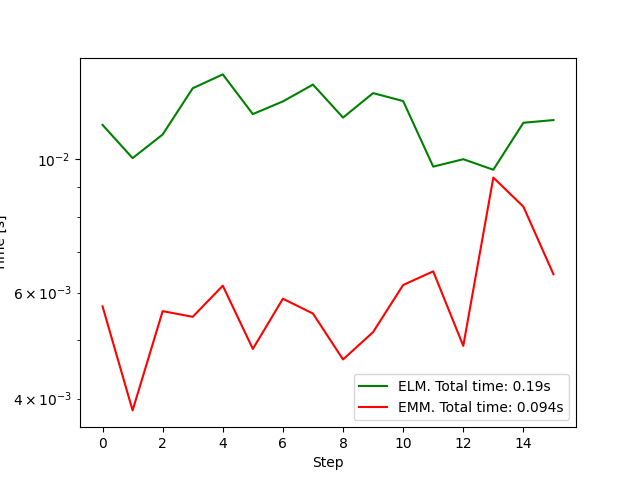 Time [s]
10⁻²
6 × 10⁻³
4 × 10⁻³
0 2 4 6 8 10 12 14
Step
ELM. Total time: 0.19s
EMM. Total time: 0.094s